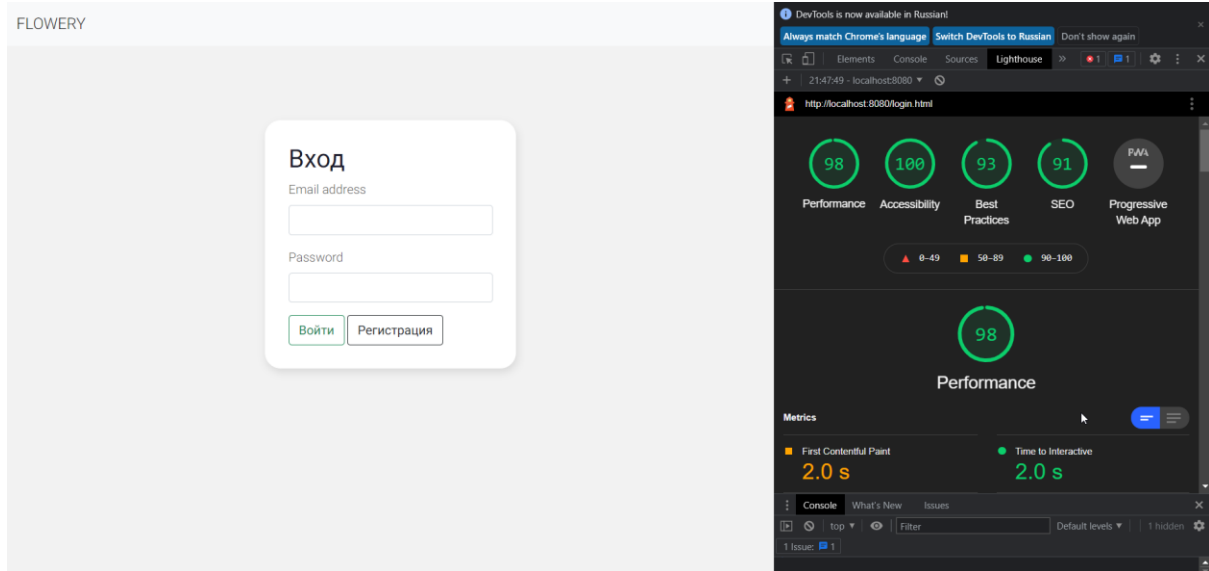 FLOWERY
Вход
Email address
Password
Войти Регистрация
DevTools is now available in Russian!
Always match Chrome's language Switch DevTools to Russian Don't show again
Elements Console Sources Lighthouse » 1 1
+ 21:47:49 - localhost:8080
http://localhost:8080/login.html
98 100 93 91 PWA
Performance Accessibility Best Practices SEO Progressive Web App
0–49 50–89 90–100
98
Performance
Metrics
First Contentful Paint Time to Interactive
2.0 s 2.0 s
Console What's New Issues
top Filter Default levels 1 hidden
1 Issue: 1